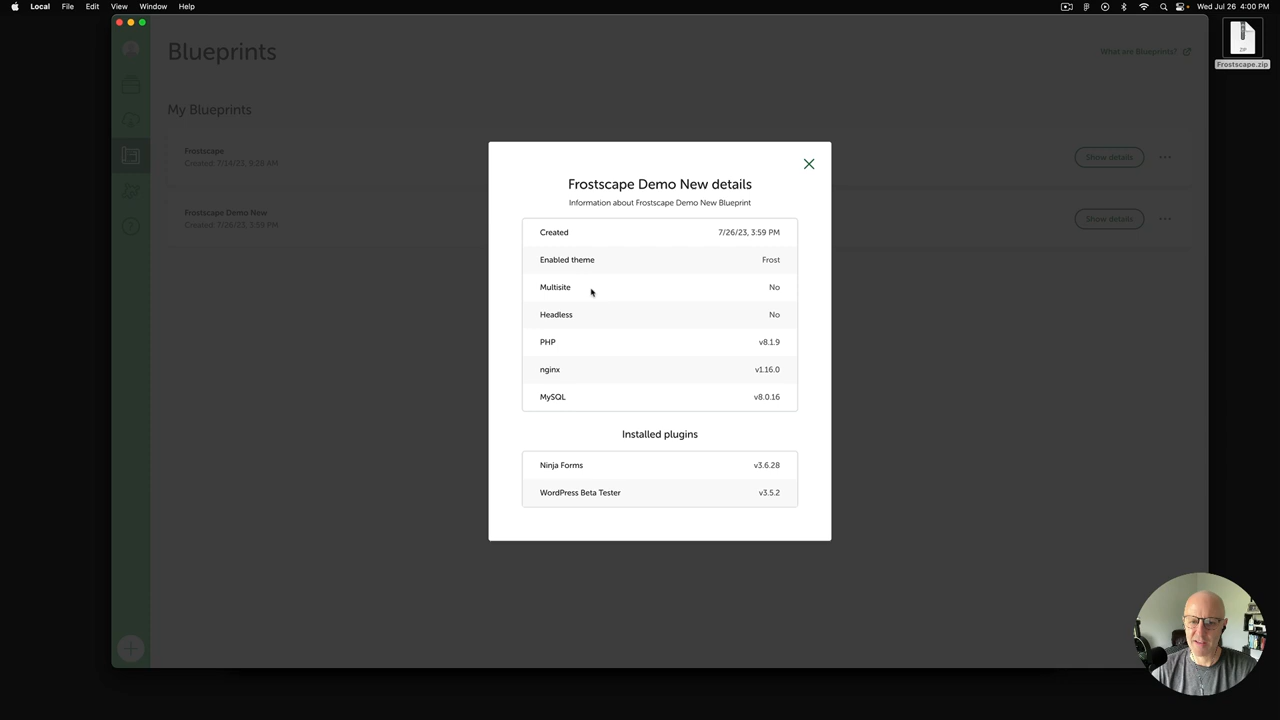 Local File Edit View Window Help Wed Jul 26 4:00 PM
ZIP
Frostscape.zip
Blueprints
What are Blueprints?
My Blueprints
Frostscape
Created: 7/14/23, 9:28 AM
Show details
Frostscape Demo New
Created: 7/26/23, 3:59 PM
Show details
Frostscape Demo New details
Information about Frostscape Demo New Blueprint
Created 7/26/23, 3:59 PM
Enabled theme Frost
Multisite No
Headless No
PHP v8.1.9
nginx v1.16.0
MySQL v8.0.16
Installed plugins
Ninja Forms v3.6.28
WordPress Beta Tester v3.5.2